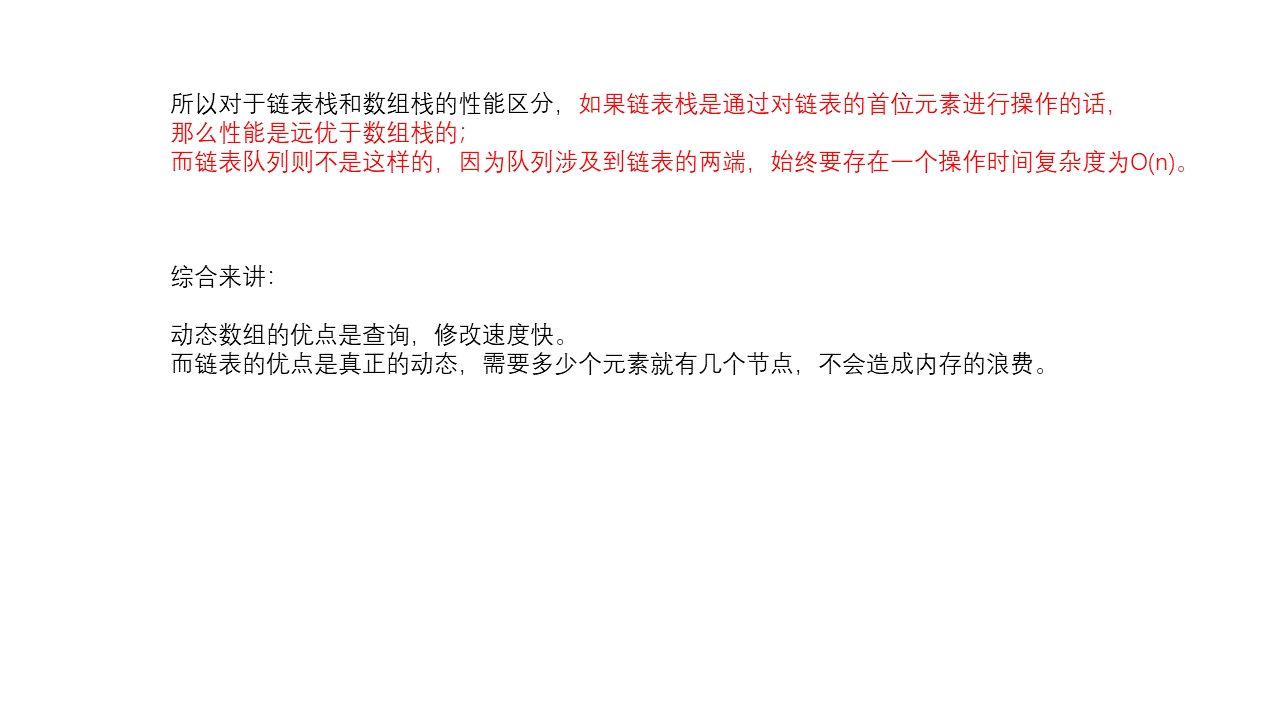 所以对于链表栈和数组栈的性能区分，如果链表栈是通过对链表的首位元素进行操作的话，
那么性能是远优于数组栈的；
而链表队列则不是这样的，因为队列涉及到链表的两端，始终要存在一个操作时间复杂度为O(n)。
综合来讲：
动态数组的优点是查询，修改速度快。
而链表的优点是真正的动态，需要多少个元素就有几个节点，不会造成内存的浪费。